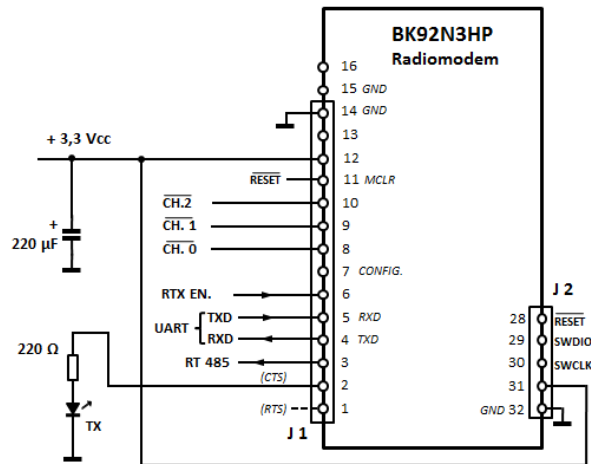 BK92N3HP
Radiomodem
16
15 GND
14 GND
13
+ 3,3 Vcc
12
RESET 11 MCLR
CH.2 10
CH. 1 9
CH. 0 8
7 CONFIG.
RTX EN. 6
UART TXD 5 RXD
RXD 4 TXD
RT 485 3
(CTS) 2
(RTS) 1
J 1
+
220 µF
220 Ω
TX
J 2
28 RESET
29 SWDIO
30 SWCLK
31
GND 32